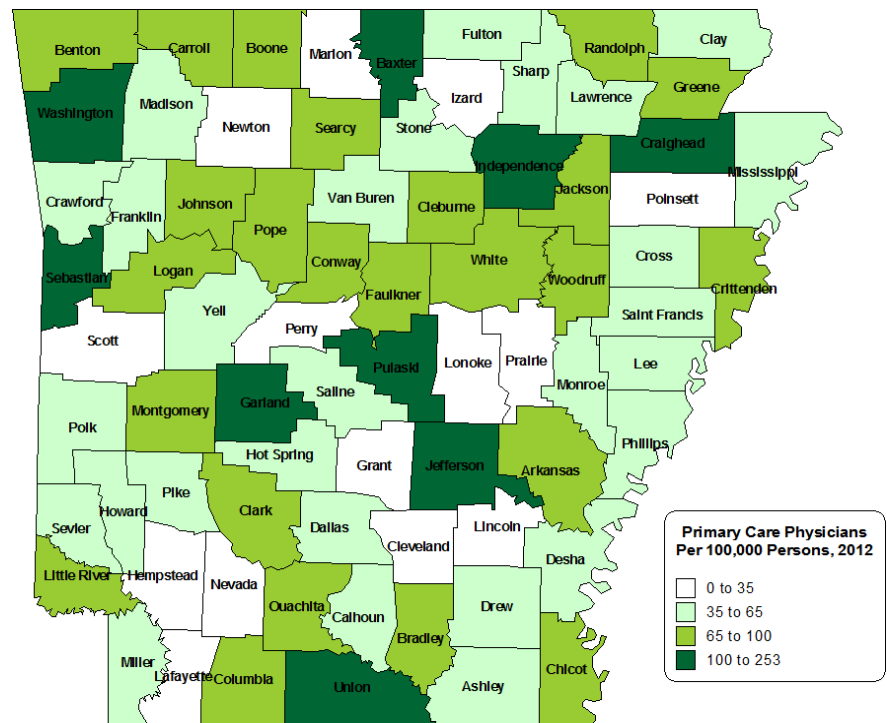 Benton
Carroll
Boone
Marion
Baxter
Fulton
Randolph
Clay
Washington
Madison
Newton
Searcy
Stone
Izard
Sharp
Lawrence
Greene
Independence
Craighead
Mississippi
Crawford
Franklin
Johnson
Pope
Van Buren
Cleburne
Jackson
Poinsett
Sebastian
Logan
Conway
Faulkner
White
Woodruff
Cross
Crittenden
Scott
Yell
Perry
Pulaski
Lonoke
Prairie
Saint Francis
Monroe
Lee
Polk
Montgomery
Garland
Saline
Phillips
Hot Spring
Grant
Jefferson
Arkansas
Sevier
Howard
Pike
Clark
Dallas
Cleveland
Lincoln
Desha
Little River
Hempstead
Nevada
Ouachita
Calhoun
Bradley
Drew
Miller
Lafayette
Columbia
Union
Ashley
Chicot
Primary Care Physicians
Per 100,000 Persons, 2012
0 to 35
35 to 65
65 to 100
100 to 253